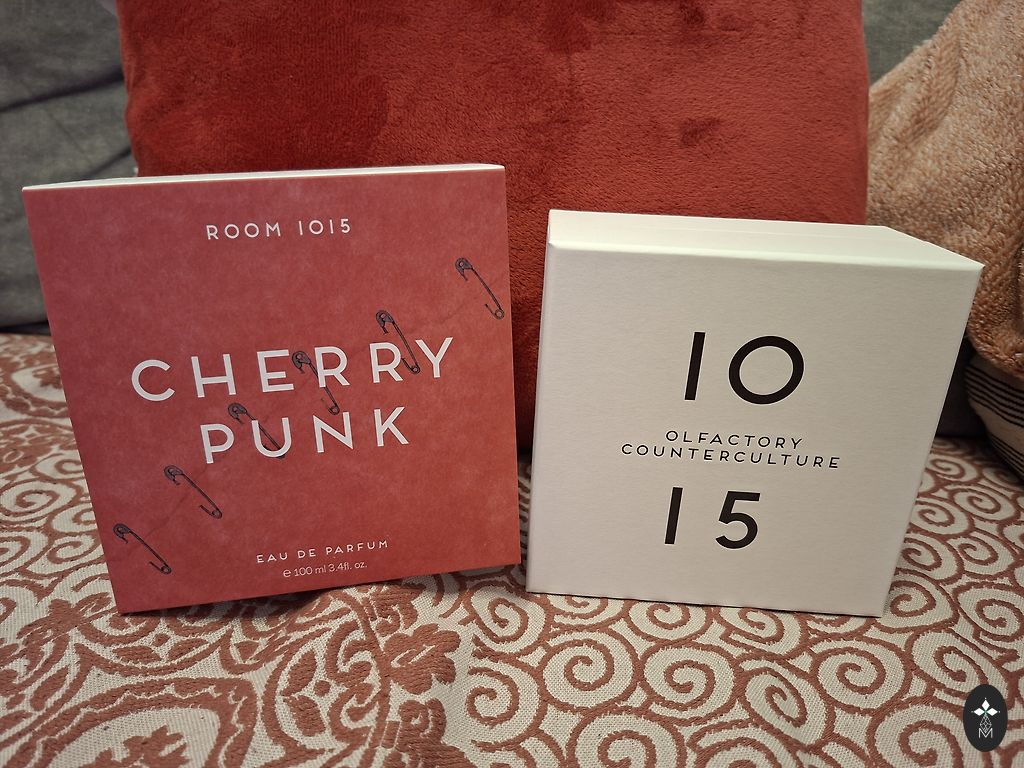 ROOM 1015
CHERRY
PUNK
EAU DE PARFUM
℮ 100 ml 3.4fl. oz.
10
OLFACTORY
COUNTERCULTURE
15
M